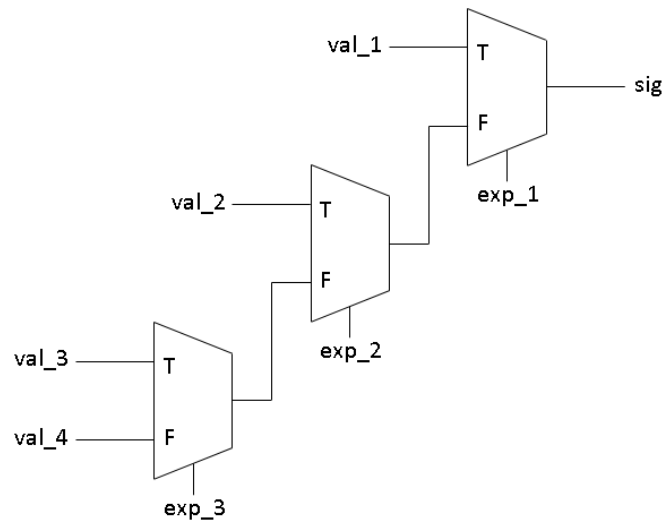 val_1
T
sig
F
exp_1
val_2
T
F
exp_2
val_3
T
val_4
F
exp_3